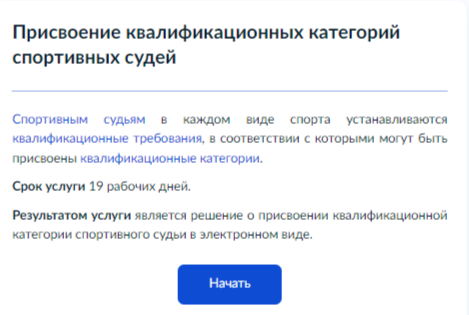 Присвоение квалификационных категорий
спортивных судей
Спортивным судьям в каждом виде спорта устанавливаются
квалификационные требования, в соответствии с которыми могут быть
присвоены квалификационные категории.
Срок услуги 19 рабочих дней.
Результатом услуги является решение о присвоении квалификационной
категории спортивного судьи в электронном виде.
Начать